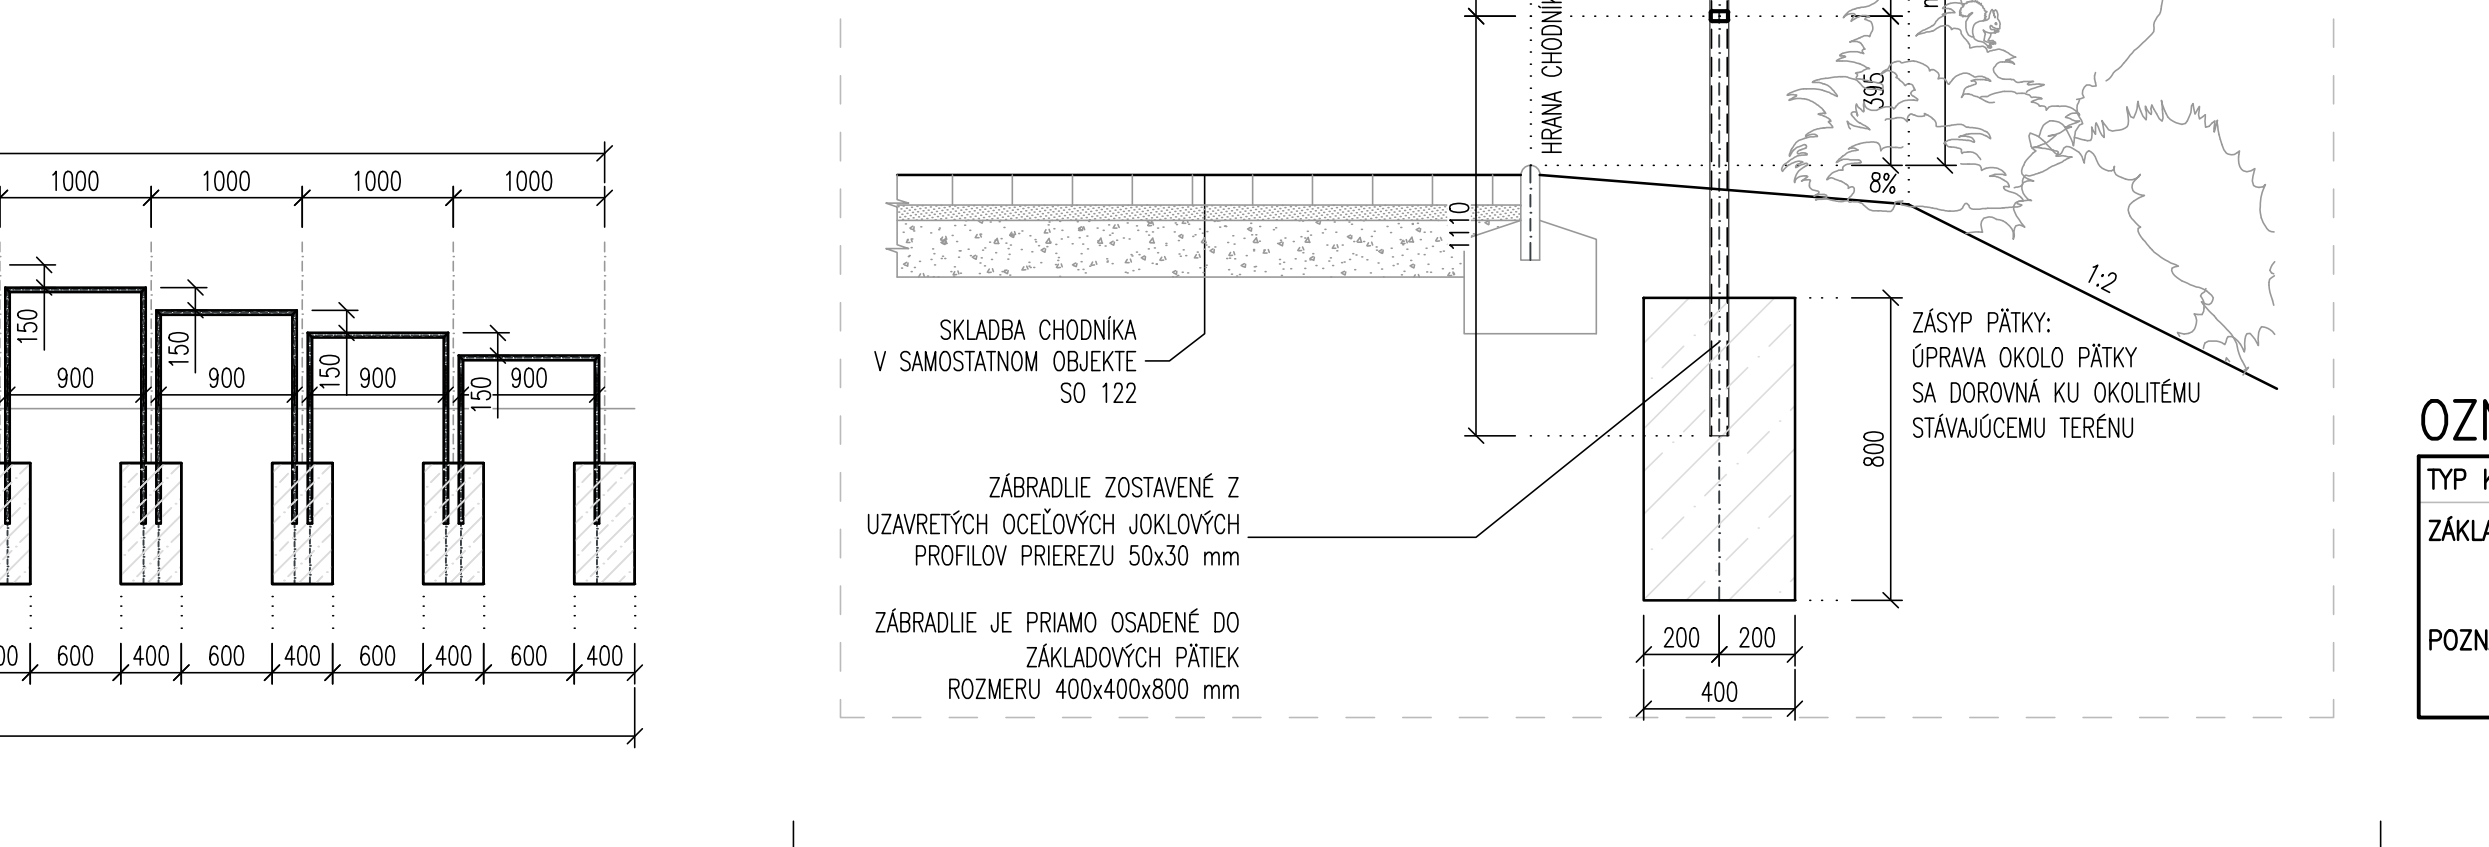 1000 1000 1000 1000
150 150 150 150
900 900 900 900
600 400 600 400 600 400 600 400
HRANA
1110
395
8%
1:2
SKLADBA CHODNÍKA
V SAMOSTATNOM OBJEKTE
SO 122
ZÁBRADLIE ZOSTAVENÉ Z
UZAVRETÝCH OCEĽOVÝCH JOKLOVÝCH
PROFILOV PRIEREZU 50x30 mm
ZÁBRADLIE JE PRIAMO OSADENÉ DO
ZÁKLADOVÝCH PÄTIEK
ROZMERU 400x400x800 mm
ZÁSYP PÄTKY:
ÚPRAVA OKOLO PÄTKY
SA DOROVNÁ KU OKOLITÉMU
STÁVAJÚCEMU TERÉNU
800
200 200
400
TYP